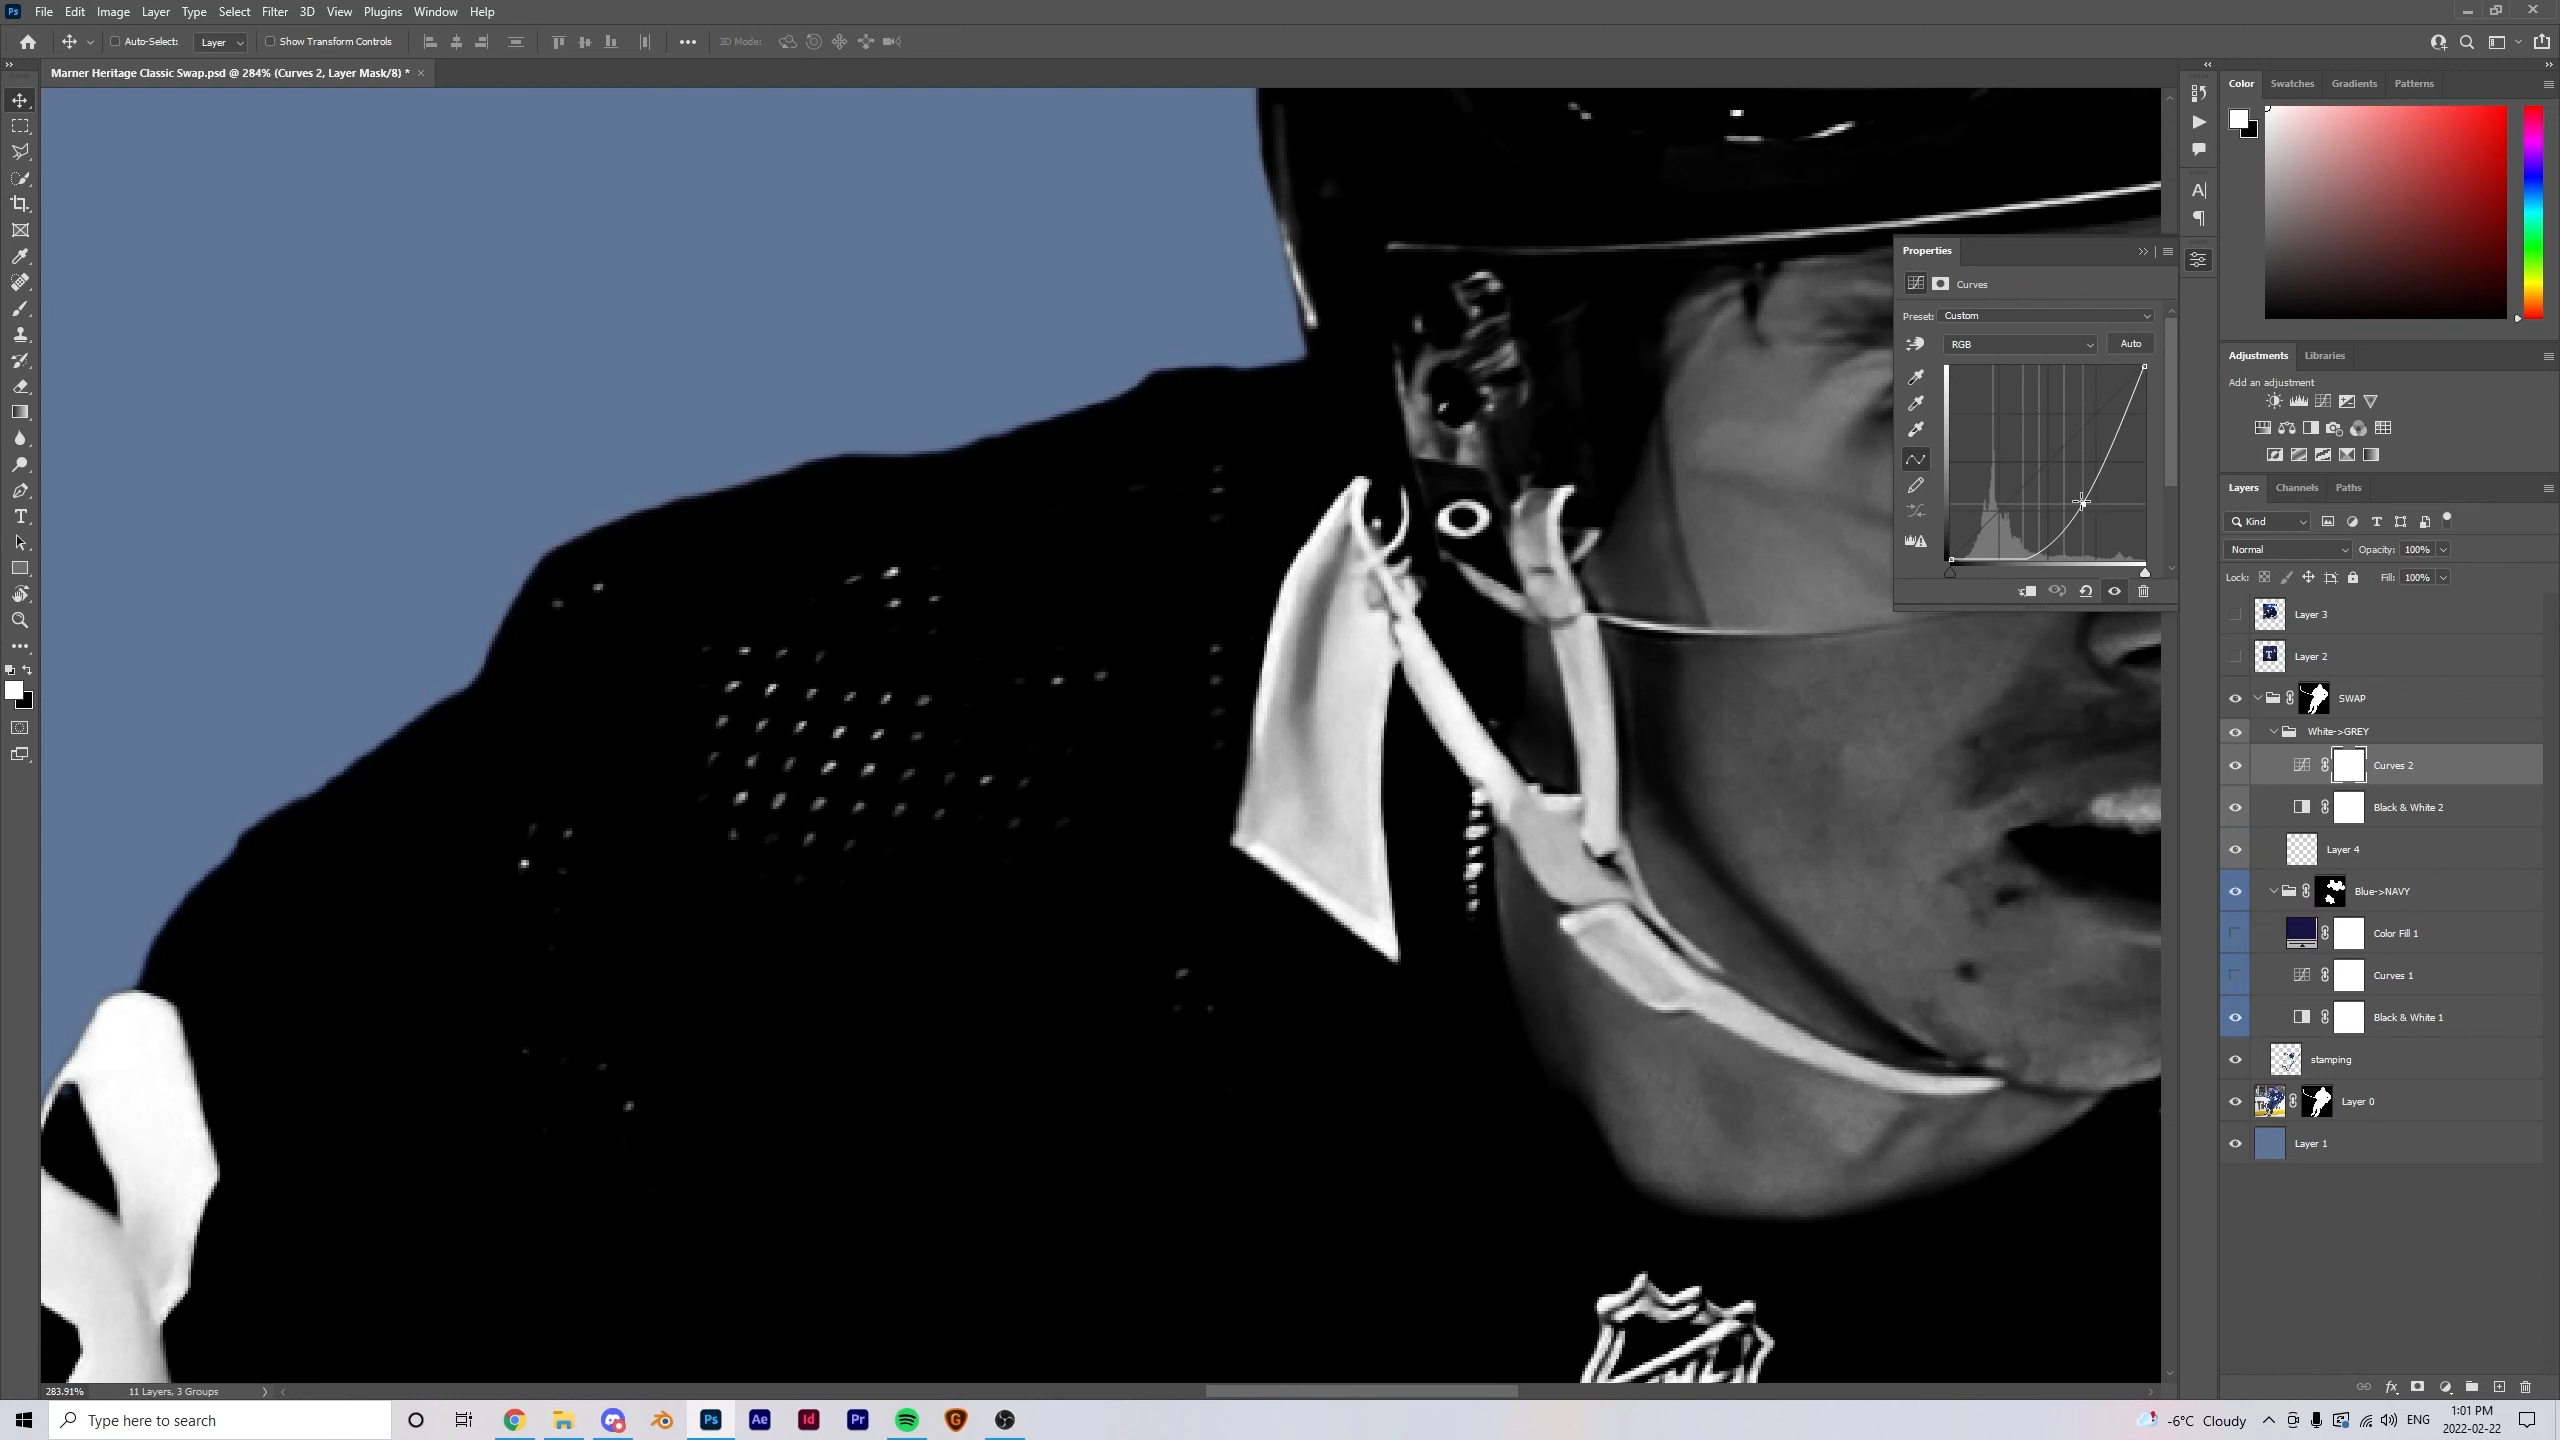 Ps File Edit Image Layer Type Select Filter 3D View Plugins Window Help
Auto-Select: Layer Show Transform Controls 3D Mode:
Marner Heritage Classic Swap.psd @ 284% (Curves 2, Layer Mask/8) *
Color Swatches Gradients Patterns
Properties
Curves
Preset: Custom
RGB Auto
Adjustments Libraries
Add an adjustment
Layers Channels Paths
Kind
Normal Opacity: 100%
Lock: Fill: 100%
Layer 3
Layer 2
SWAP
White->GREY
Curves 2
Black & White 2
Layer 4
Blue->NAVY
Color Fill 1
Curves 1
Black & White 1
stamping
Layer 0
Layer 1
283.91% 11 Layers, 3 Groups
Type here to search
Ps Ae Id Pr
-6°C Cloudy ENG
1:01 PM
2022-02-22